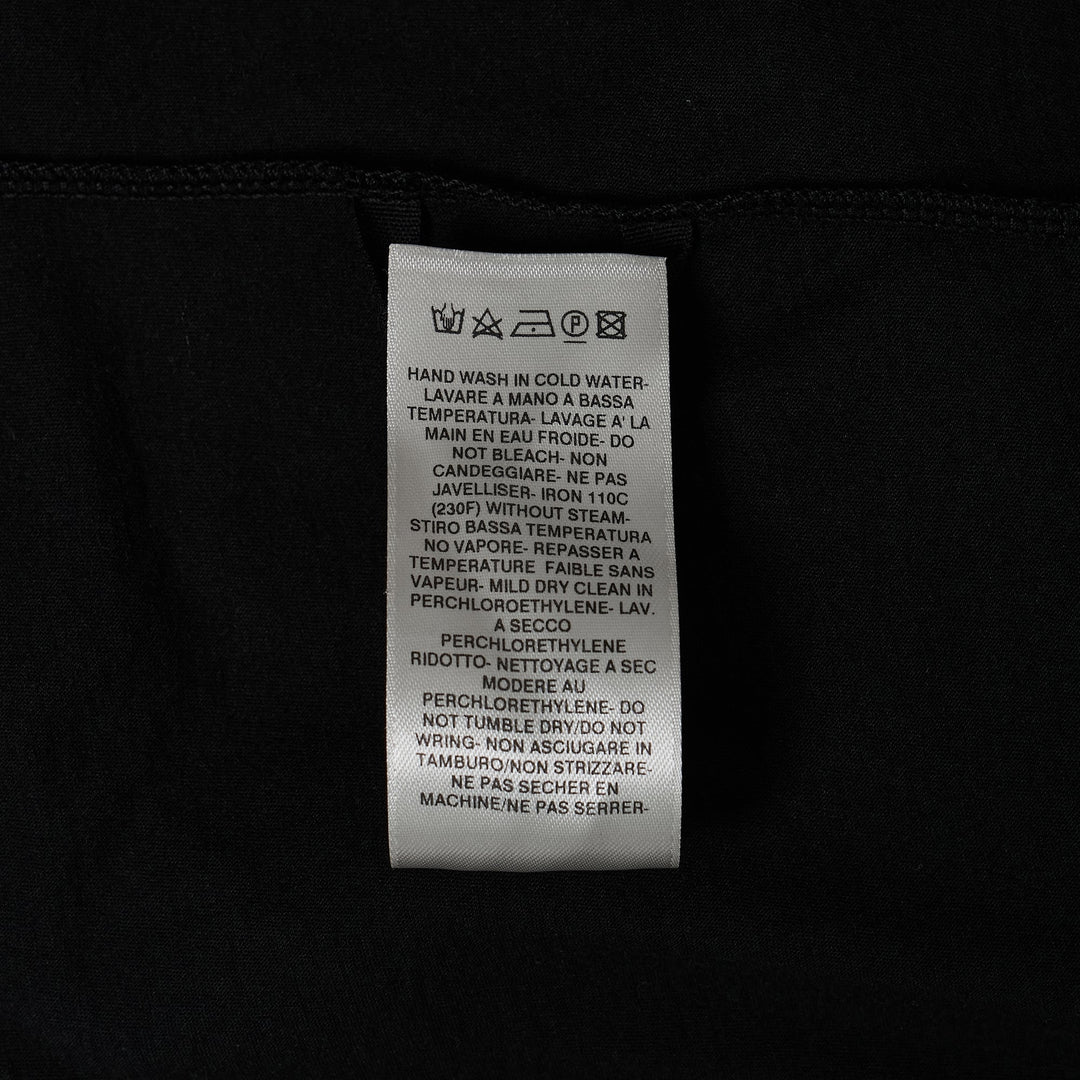 P
HAND WASH IN COLD WATER-
LAVARE A MANO A BASSA
TEMPERATURA- LAVAGE A' LA
MAIN EN EAU FROIDE- DO
NOT BLEACH- NON
CANDEGGIARE- NE PAS
JAVELLISER- IRON 110C
(230F) WITHOUT STEAM-
STIRO BASSA TEMPERATURA
NO VAPORE- REPASSER A
TEMPERATURE FAIBLE SANS
VAPEUR- MILD DRY CLEAN IN
PERCHLOROETHYLENE- LAV.
A SECCO
PERCHLORETHYLENE
RIDOTTO- NETTOYAGE A SEC
MODERE AU
PERCHLORETHYLENE- DO
NOT TUMBLE DRY/DO NOT
WRING- NON ASCIUGARE IN
TAMBURO/NON STRIZZARE-
NE PAS SECHER EN
MACHINE/NE PAS SERRER-